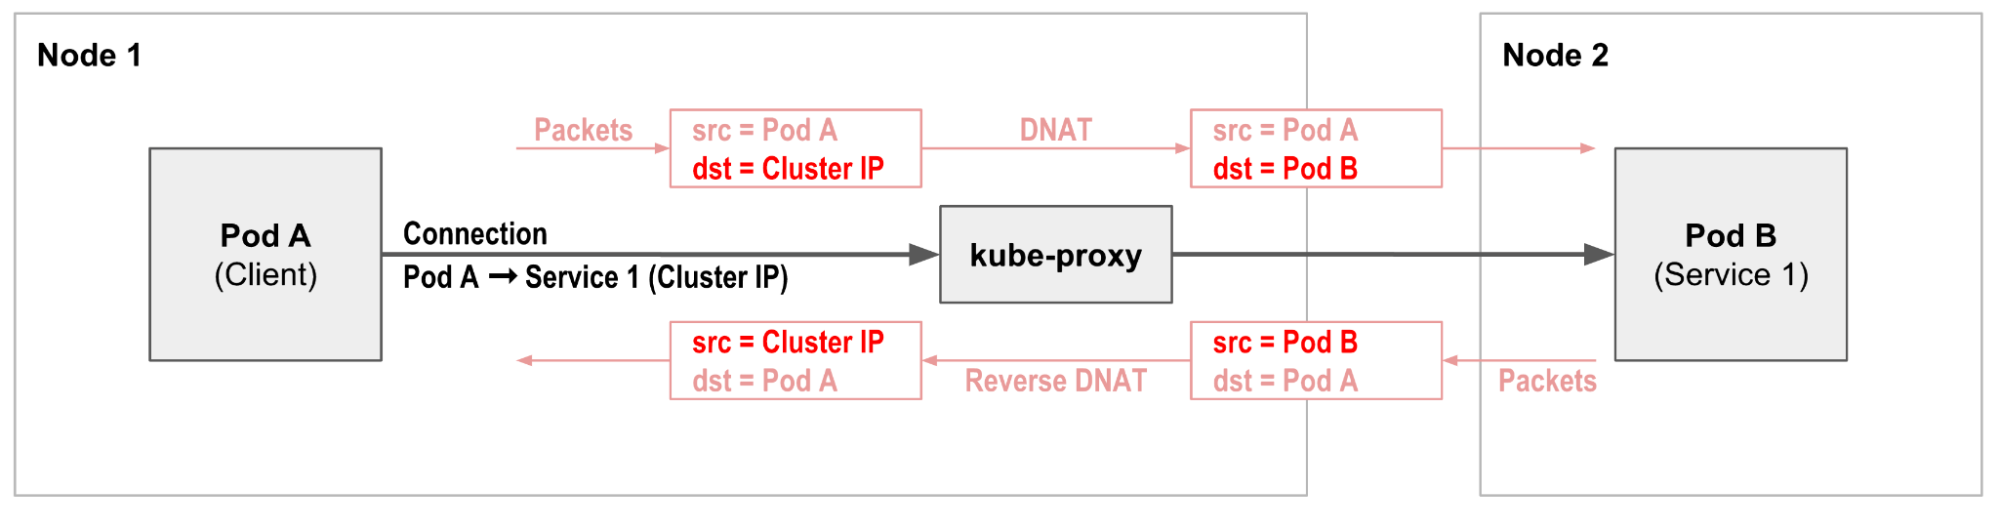 Node 1
Node 2
Packets
src = Pod A
dst = Cluster IP
DNAT
src = Pod A
dst = Pod B
Pod A
(Client)
Connection
Pod A → Service 1 (Cluster IP)
kube-proxy
Pod B
(Service 1)
src = Cluster IP
dst = Pod A
Reverse DNAT
src = Pod B
dst = Pod A
Packets